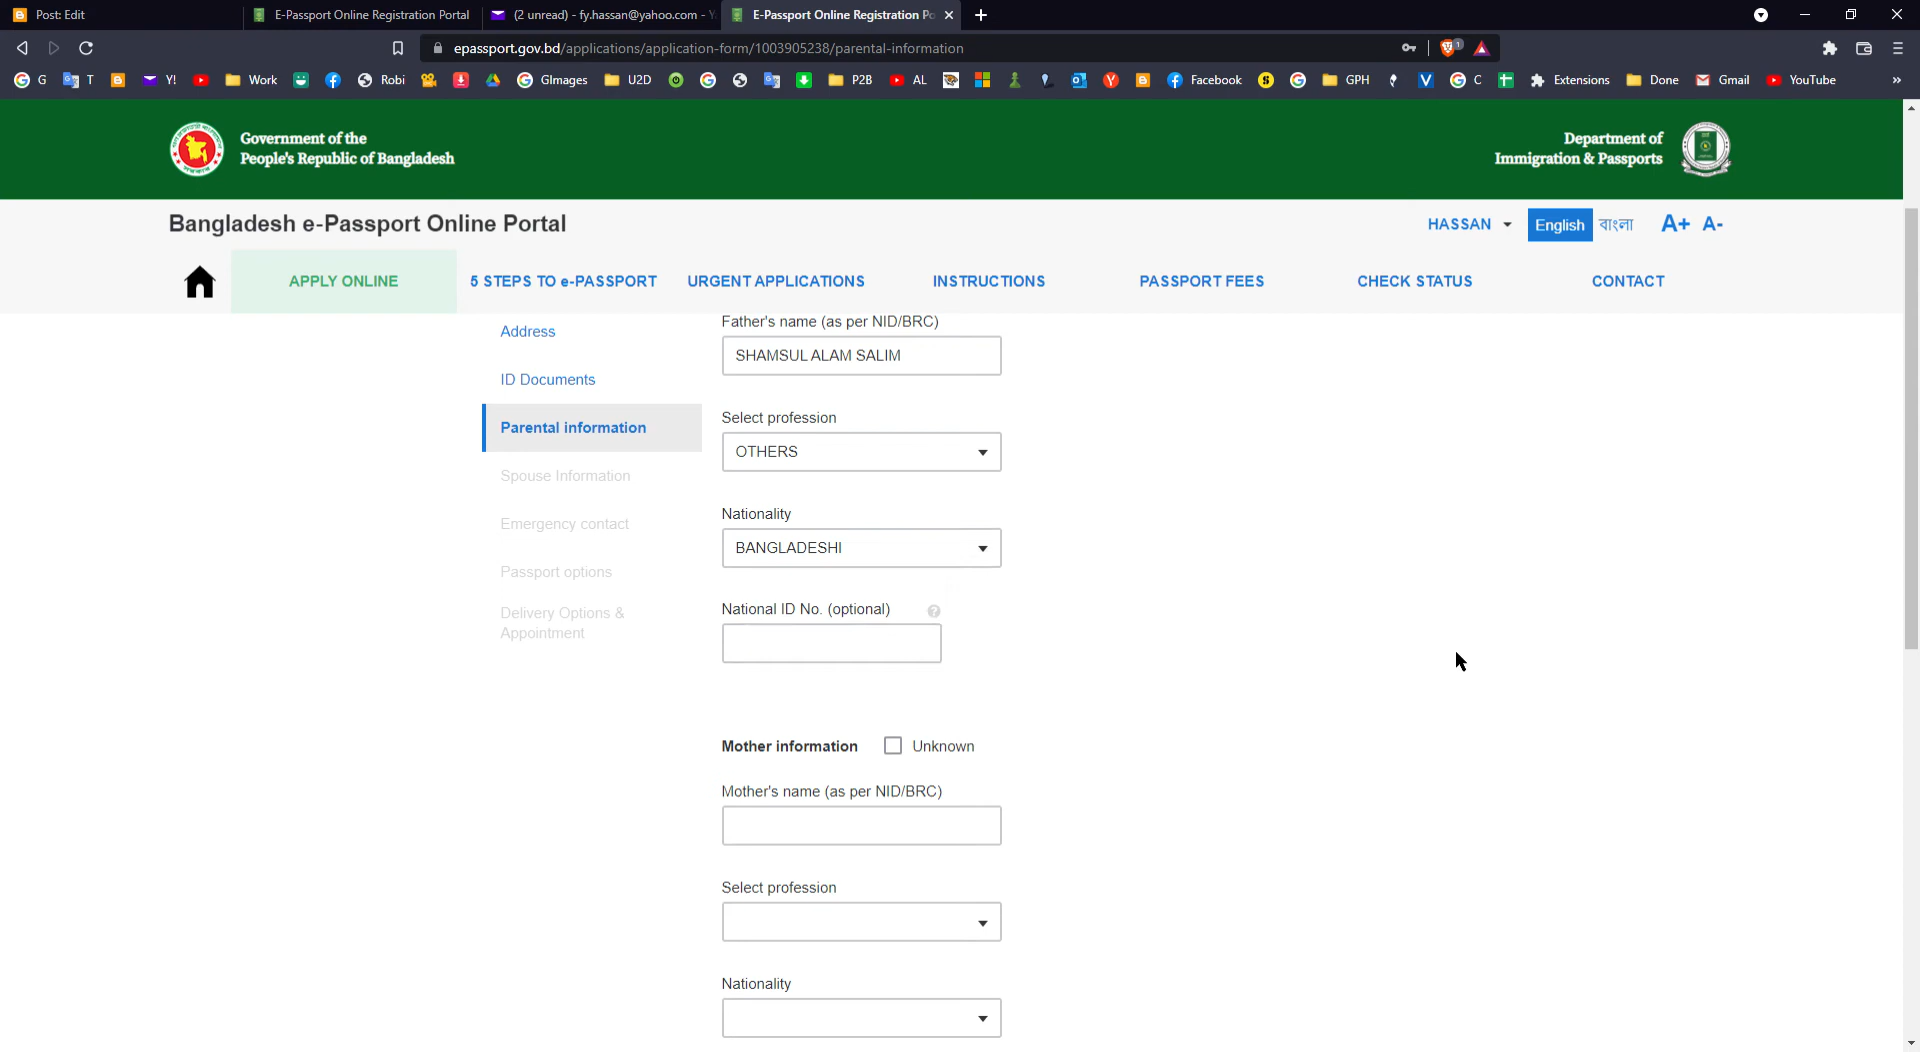 Post: Edit
E-Passport Online Registration Portal
(2 unread) - fy.hassan@yahoo.com - Y
E-Passport Online Registration Po
epassport.gov.bd/applications/application-form/1003905238/parental-information
1
G
T
Y!
Work
Robi
GImages
U2D
P2B
AL
Facebook
GPH
C
Extensions
Done
Gmail
YouTube
»
Government of the
People's Republic of Bangladesh
Department of
Immigration & Passports
Bangladesh e-Passport Online Portal
HASSAN
English
বাংলা
A+ A-
APPLY ONLINE
5 STEPS TO e-PASSPORT
URGENT APPLICATIONS
INSTRUCTIONS
PASSPORT FEES
CHECK STATUS
CONTACT
Address
ID Documents
Parental information
Spouse Information
Emergency contact
Passport options
Delivery Options &
Appointment
Father's name (as per NID/BRC)
SHAMSUL ALAM SALIM
Select profession
OTHERS
Nationality
BANGLADESHI
National ID No. (optional)
?
Mother information
Unknown
Mother's name (as per NID/BRC)
Select profession
Nationality